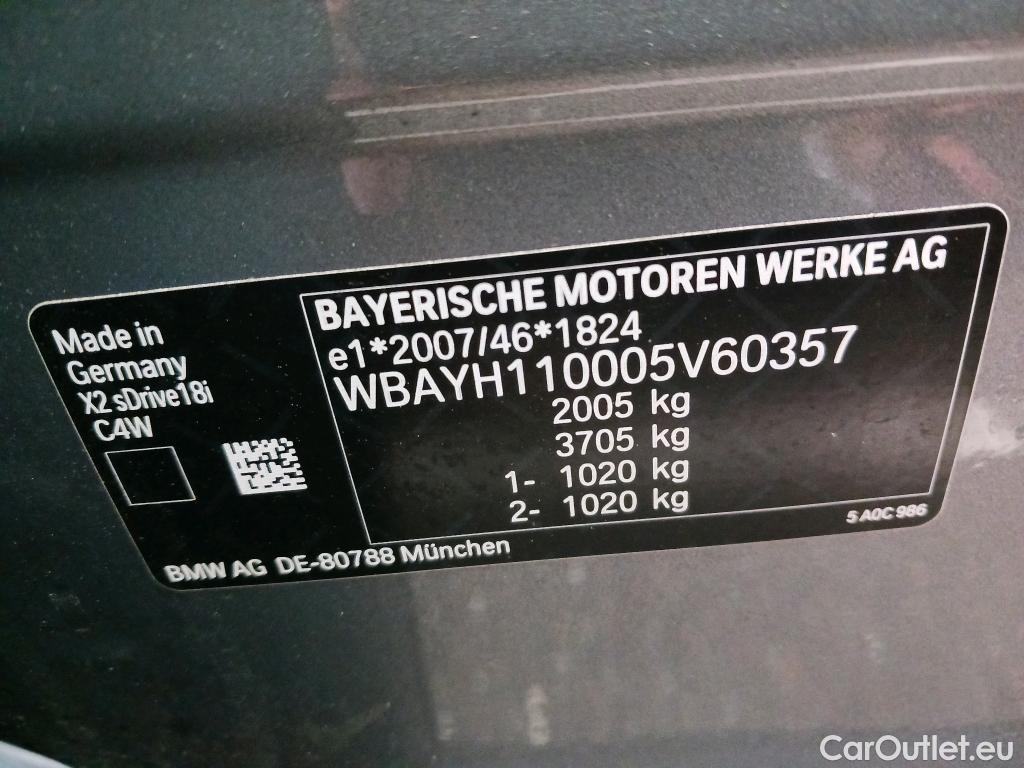 BAYERISCHE MOTOREN WERKE AG
e1*2007/46*1824
WBAYH110005V60357
2005 kg
3705 kg
1- 1020 kg
2- 1020 kg
Made in
Germany
X2 sDrive18i
C4W
5 A0C 986
BMW AG DE-80788 München
CarOutlet.eu